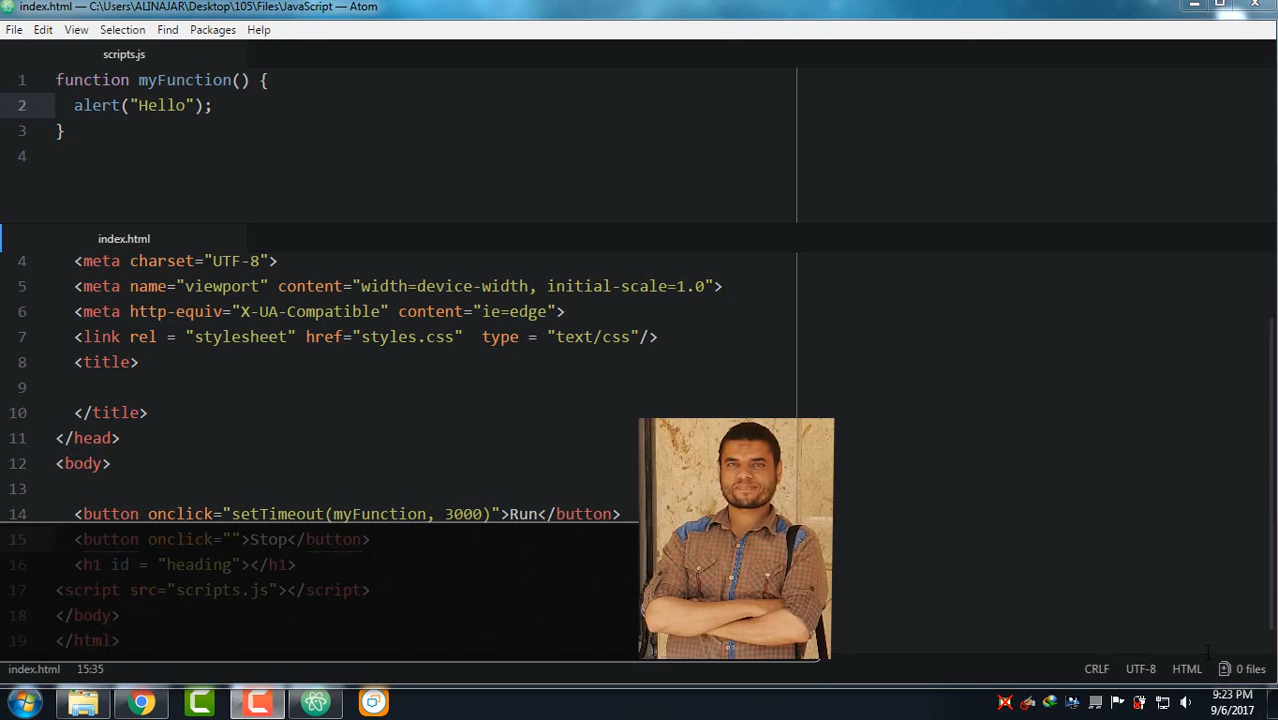 index.html — C:\Users\ALINAJAR\Desktop\105\Files\JavaScript — Atom
File Edit View Selection Find Packages Help
scripts.js
1 function myFunction() {
2 alert("Hello");
3 }
4
index.html
4 <meta charset="UTF-8">
5 <meta name="viewport" content="width=device-width, initial-scale=1.0">
6 <meta http-equiv="X-UA-Compatible" content="ie=edge">
7 <link rel = "stylesheet" href="styles.css" type = "text/css"/>
8 <title>
9
10 </title>
11 </head>
12 <body>
13
14 <button onclick="setTimeout(myFunction, 3000)">Run</button>
15 <button onclick="">Stop</button>
16 <h1 id = "heading"></h1>
17 <script src="scripts.js"></script>
18 </body>
19 </html>
index.html 15:35 CRLF UTF-8 HTML 0 files
9:23 PM
9/6/2017